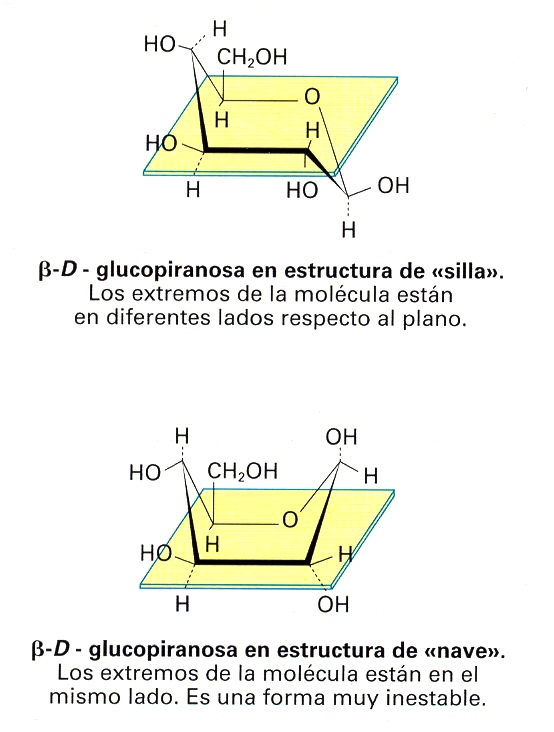 H
HO
CH₂OH
O
H
H
HO
H
HO
OH
H
β-D - glucopiranosa en estructura de «silla».
Los extremos de la molécula están
en diferentes lados respecto al plano.
H
OH
HO
CH₂OH
H
O
H
HO
H
H
OH
β-D - glucopiranosa en estructura de «nave».
Los extremos de la molécula están en el
mismo lado. Es una forma muy inestable.